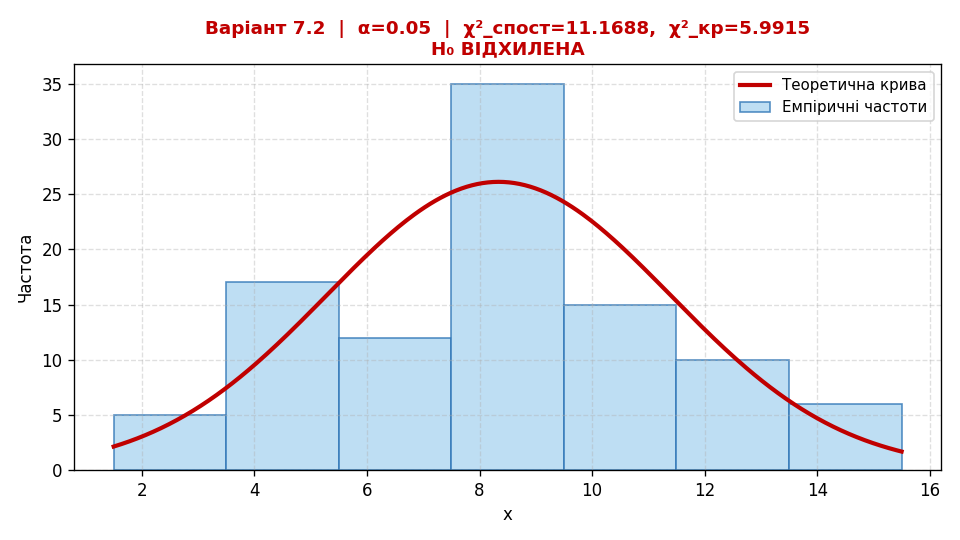 Варіант 7.2 | α=0.05 | χ²_спост=11.1688, χ²_кр=5.9915
H₀ ВІДХИЛЕНА
Теоретична крива
Емпіричні частоти
Частота
35
30
25
20
15
10
5
0
2 4 6 8 10 12 14 16
x